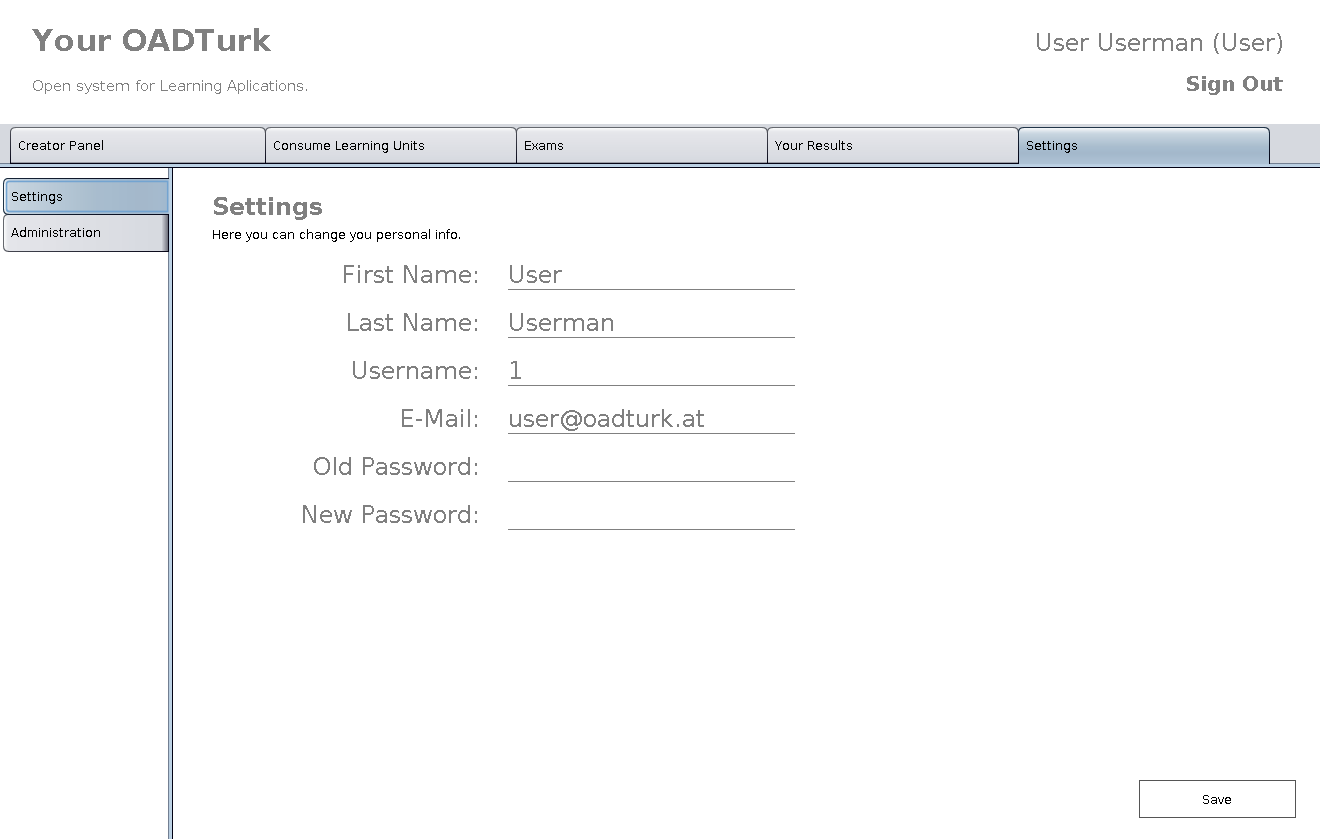 Your OADTurk
User Userman (User)
Open system for Learning Aplications.
Sign Out
Creator Panel
Consume Learning Units
Exams
Your Results
Settings
Settings
Administration
Settings
Here you can change you personal info.
First Name: User
Last Name: Userman
Username: 1
E-Mail: user@oadturk.at
Old Password:
New Password:
Save